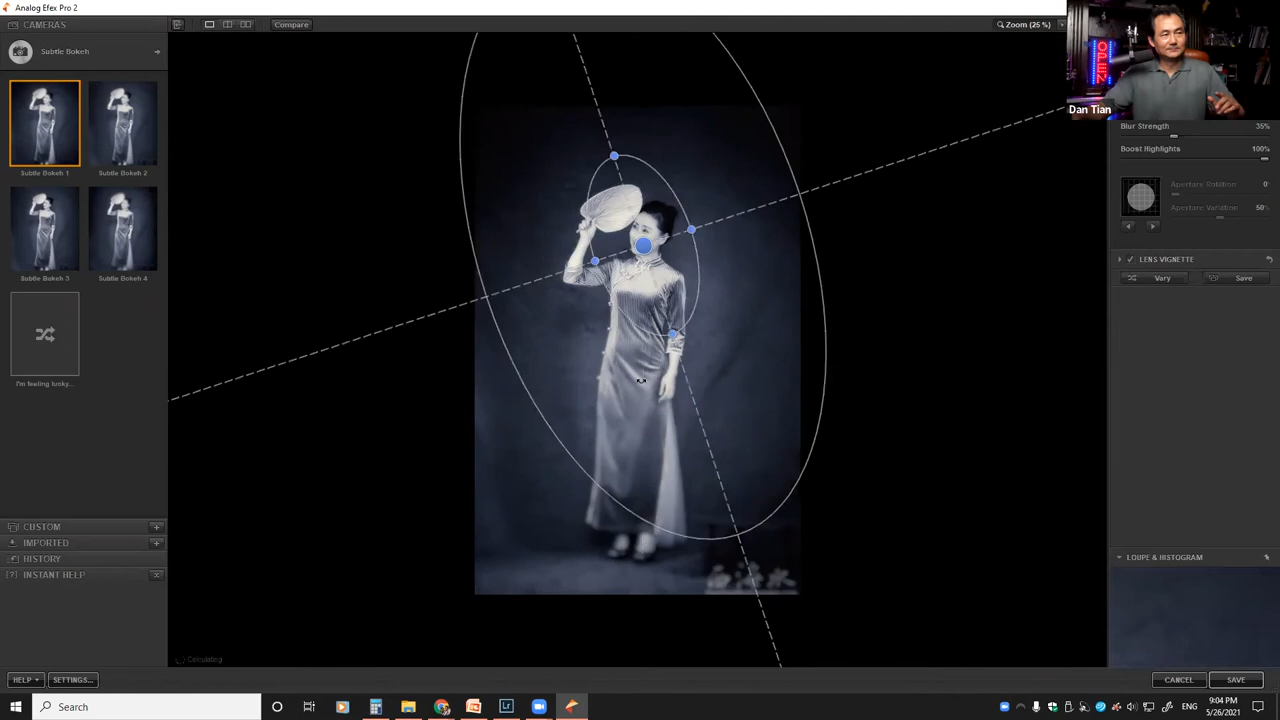 Analog Efex Pro 2
CAMERAS
Compare
Zoom (25 %)
OPEN
Dan Tian
Subtle Bokeh
Subtle Bokeh 1
Subtle Bokeh 2
Subtle Bokeh 3
Subtle Bokeh 4
I'm feeling lucky...
Blur Strength 35%
Boost Highlights 100%
Aperture Rotation 0°
Aperture Variation 50%
LENS VIGNETTE
Vary
Save
CUSTOM
IMPORTED
HISTORY
INSTANT HELP
LOUPE & HISTOGRAM
Calculating
HELP
SETTINGS...
CANCEL
SAVE
Search
Lr
ENG
9:04 PM
5/26/2021